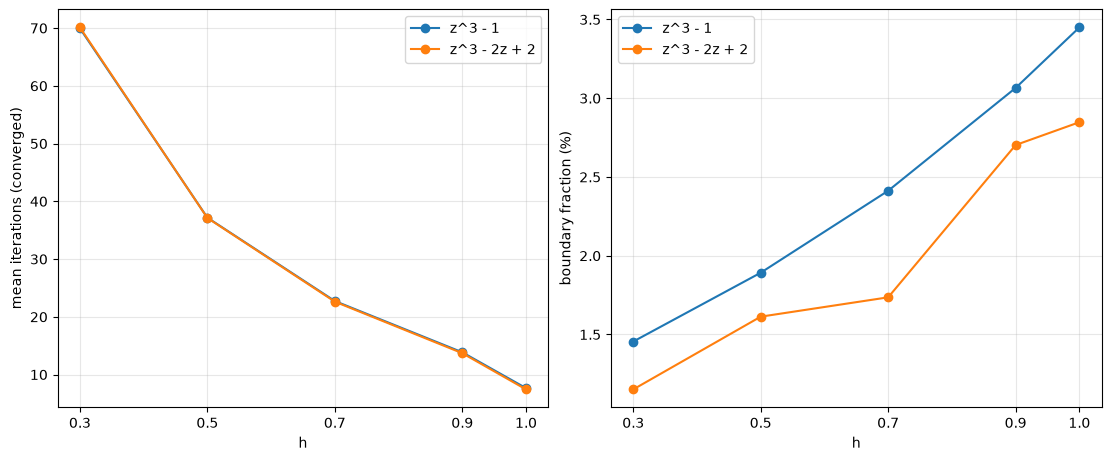 mean iterations (converged)
70
60
50
40
30
20
10
0.3
0.5
0.7
0.9
1.0
h
z^3 - 1
z^3 - 2z + 2
boundary fraction (%)
3.5
3.0
2.5
2.0
1.5
0.3
0.5
0.7
0.9
1.0
h
z^3 - 1
z^3 - 2z + 2